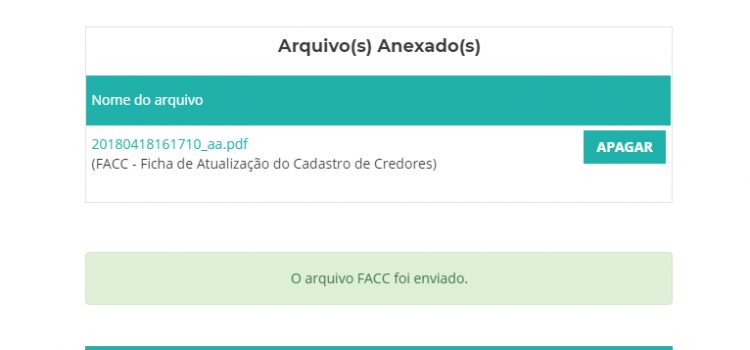 Arquivo(s) Anexado(s)
Nome do arquivo
20180418161710_aa.pdf
APAGAR
(FACC - Ficha de Atualização do Cadastro de Credores)
O arquivo FACC foi enviado.